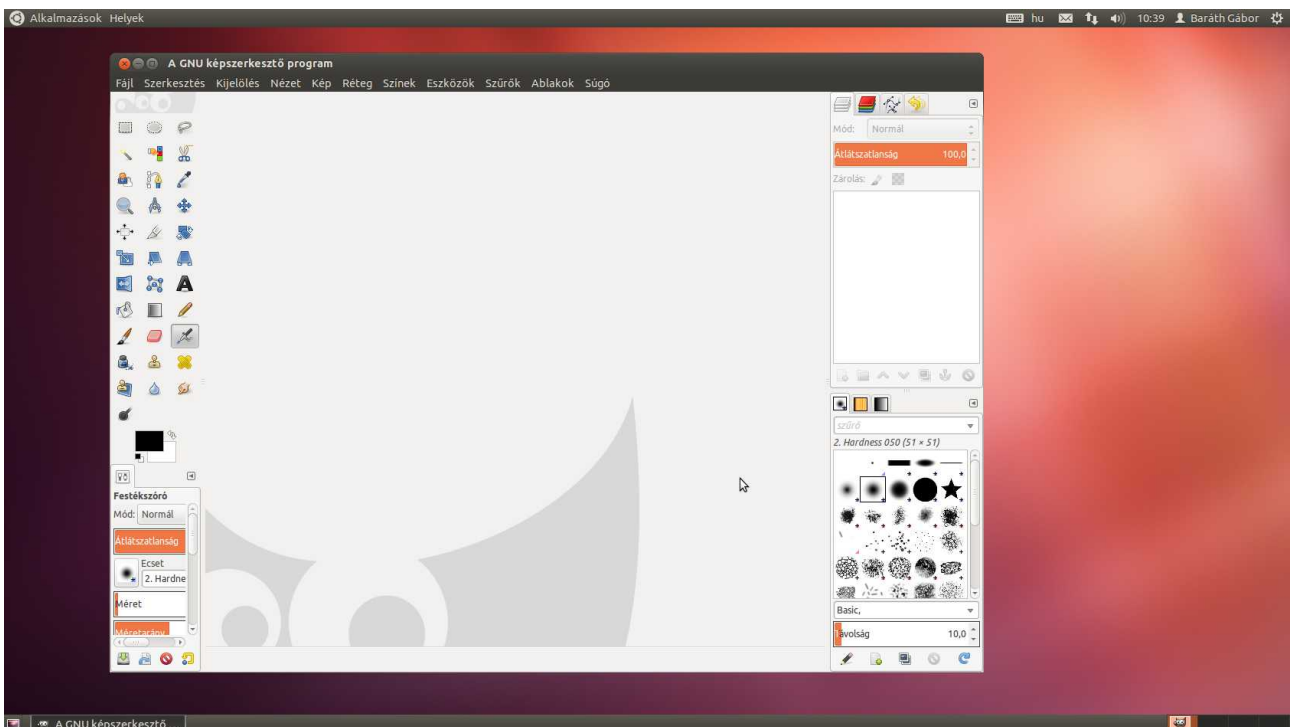 Alkalmazások Helyek hu 10:39 Baráth Gábor
A GNU képszerkesztő program
Fájl Szerkesztés Kijelölés Nézet Kép Réteg Színek Eszközök Szűrők Ablakok Súgó
Mód: Normál
Átlátszatlanság 100,0
Zárolás:
szűrő
2. Hardness 050 (51 × 51)
Basic,
Távolság 10,0
Festékszóró
Mód: Normál
Átlátszatlanság
Ecset
2. Hardne
Méret
Méretarány
A GNU képszerkesztő ...